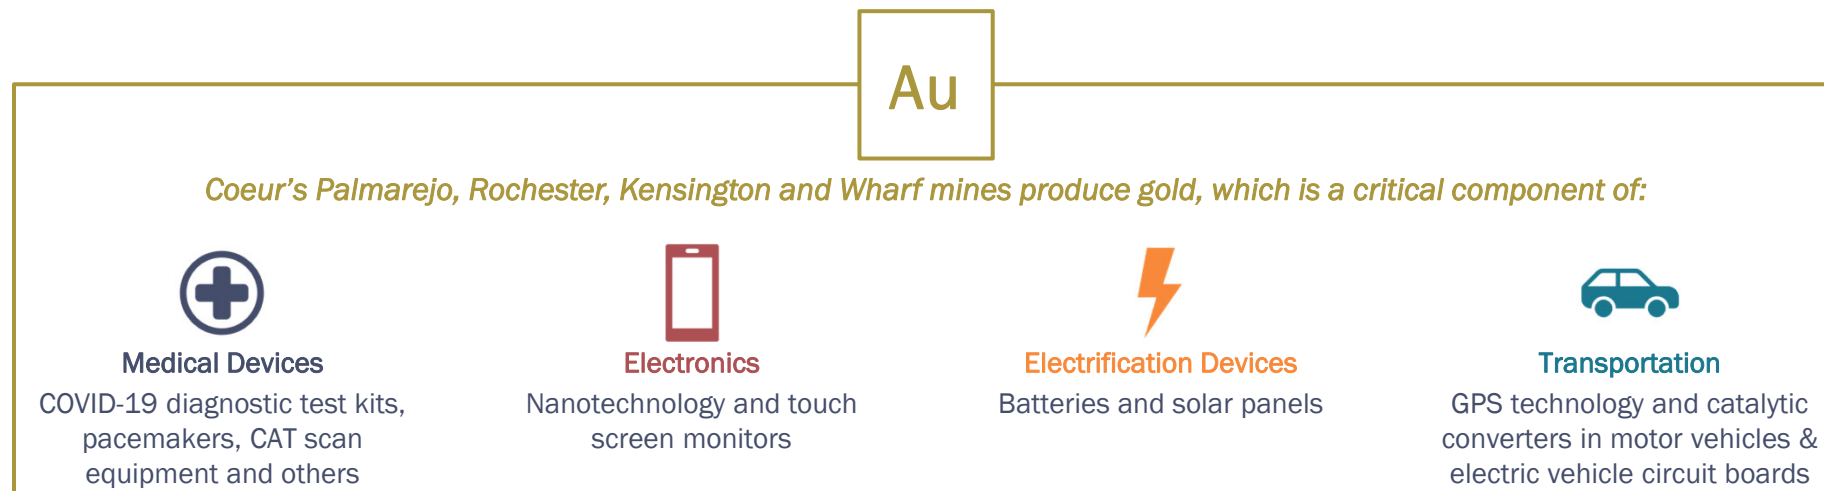 Au
Coeur's Palmarejo, Rochester, Kensington and Wharf mines produce gold, which is a critical component of:
Medical Devices
COVID-19 diagnostic test kits,
pacemakers, CAT scan
equipment and others
Electronics
Nanotechnology and touch
screen monitors
Electrification Devices
Batteries and solar panels
Transportation
GPS technology and catalytic
converters in motor vehicles &
electric vehicle circuit boards